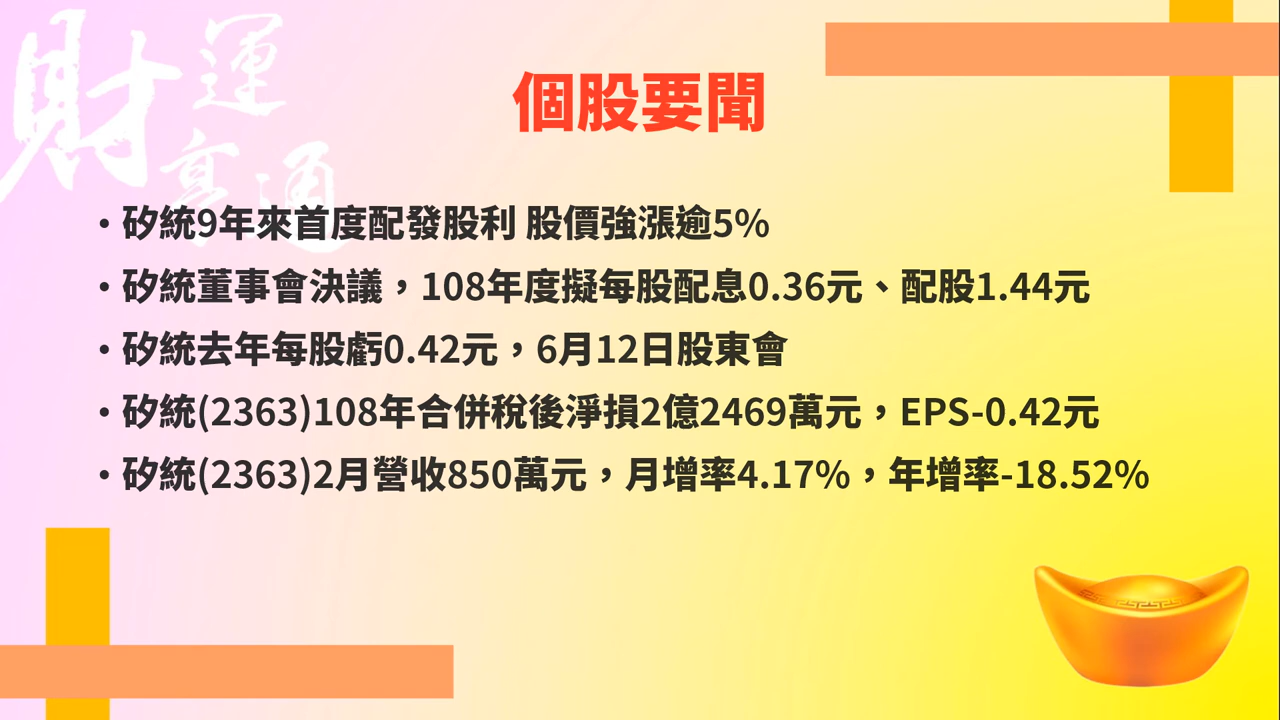 財運
亨通
個股要聞
• 矽統9年來首度配發股利 股價強漲逾5%
• 矽統董事會決議，108年度擬每股配息0.36元、配股1.44元
• 矽統去年每股虧0.42元，6月12日股東會
• 矽統(2363)108年合併稅後淨損2億2469萬元，EPS-0.42元
• 矽統(2363)2月營收850萬元，月增率4.17%，年增率-18.52%